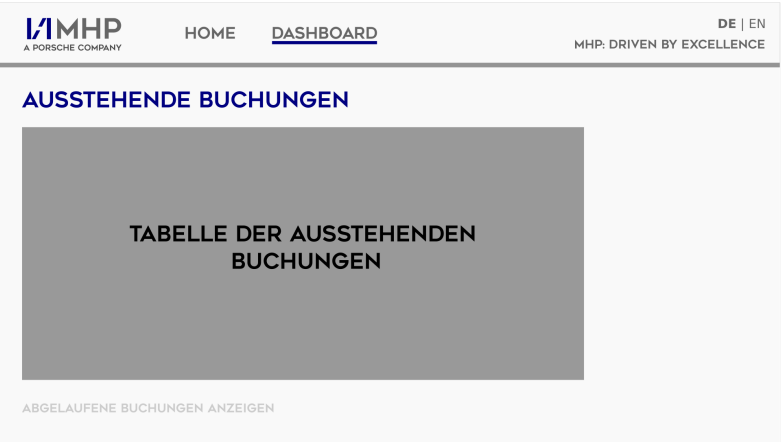 MHP
A PORSCHE COMPANY
HOME
DASHBOARD
DE | EN
MHP: DRIVEN BY EXCELLENCE
AUSSTEHENDE BUCHUNGEN
TABELLE DER AUSSTEHENDEN
BUCHUNGEN
ABGELAUFENE BUCHUNGEN ANZEIGEN